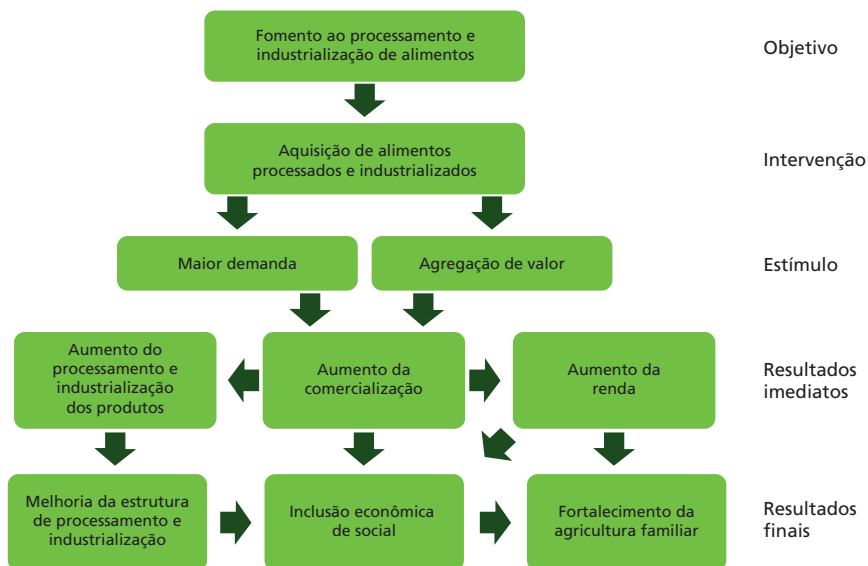 Fomento ao processamento e
industrialização de alimentos
Objetivo
Aquisição de alimentos
processados e industrializados
Intervenção
Maior demanda
Agregação de valor
Estímulo
Aumento do
processamento e
industrialização
dos produtos
Aumento da
comercialização
Aumento da
renda
Resultados
imediatos
Melhoria da estrutura
de processamento e
industrialização
Inclusão econômica
de social
Fortalecimento da
agricultura familiar
Resultados
finais